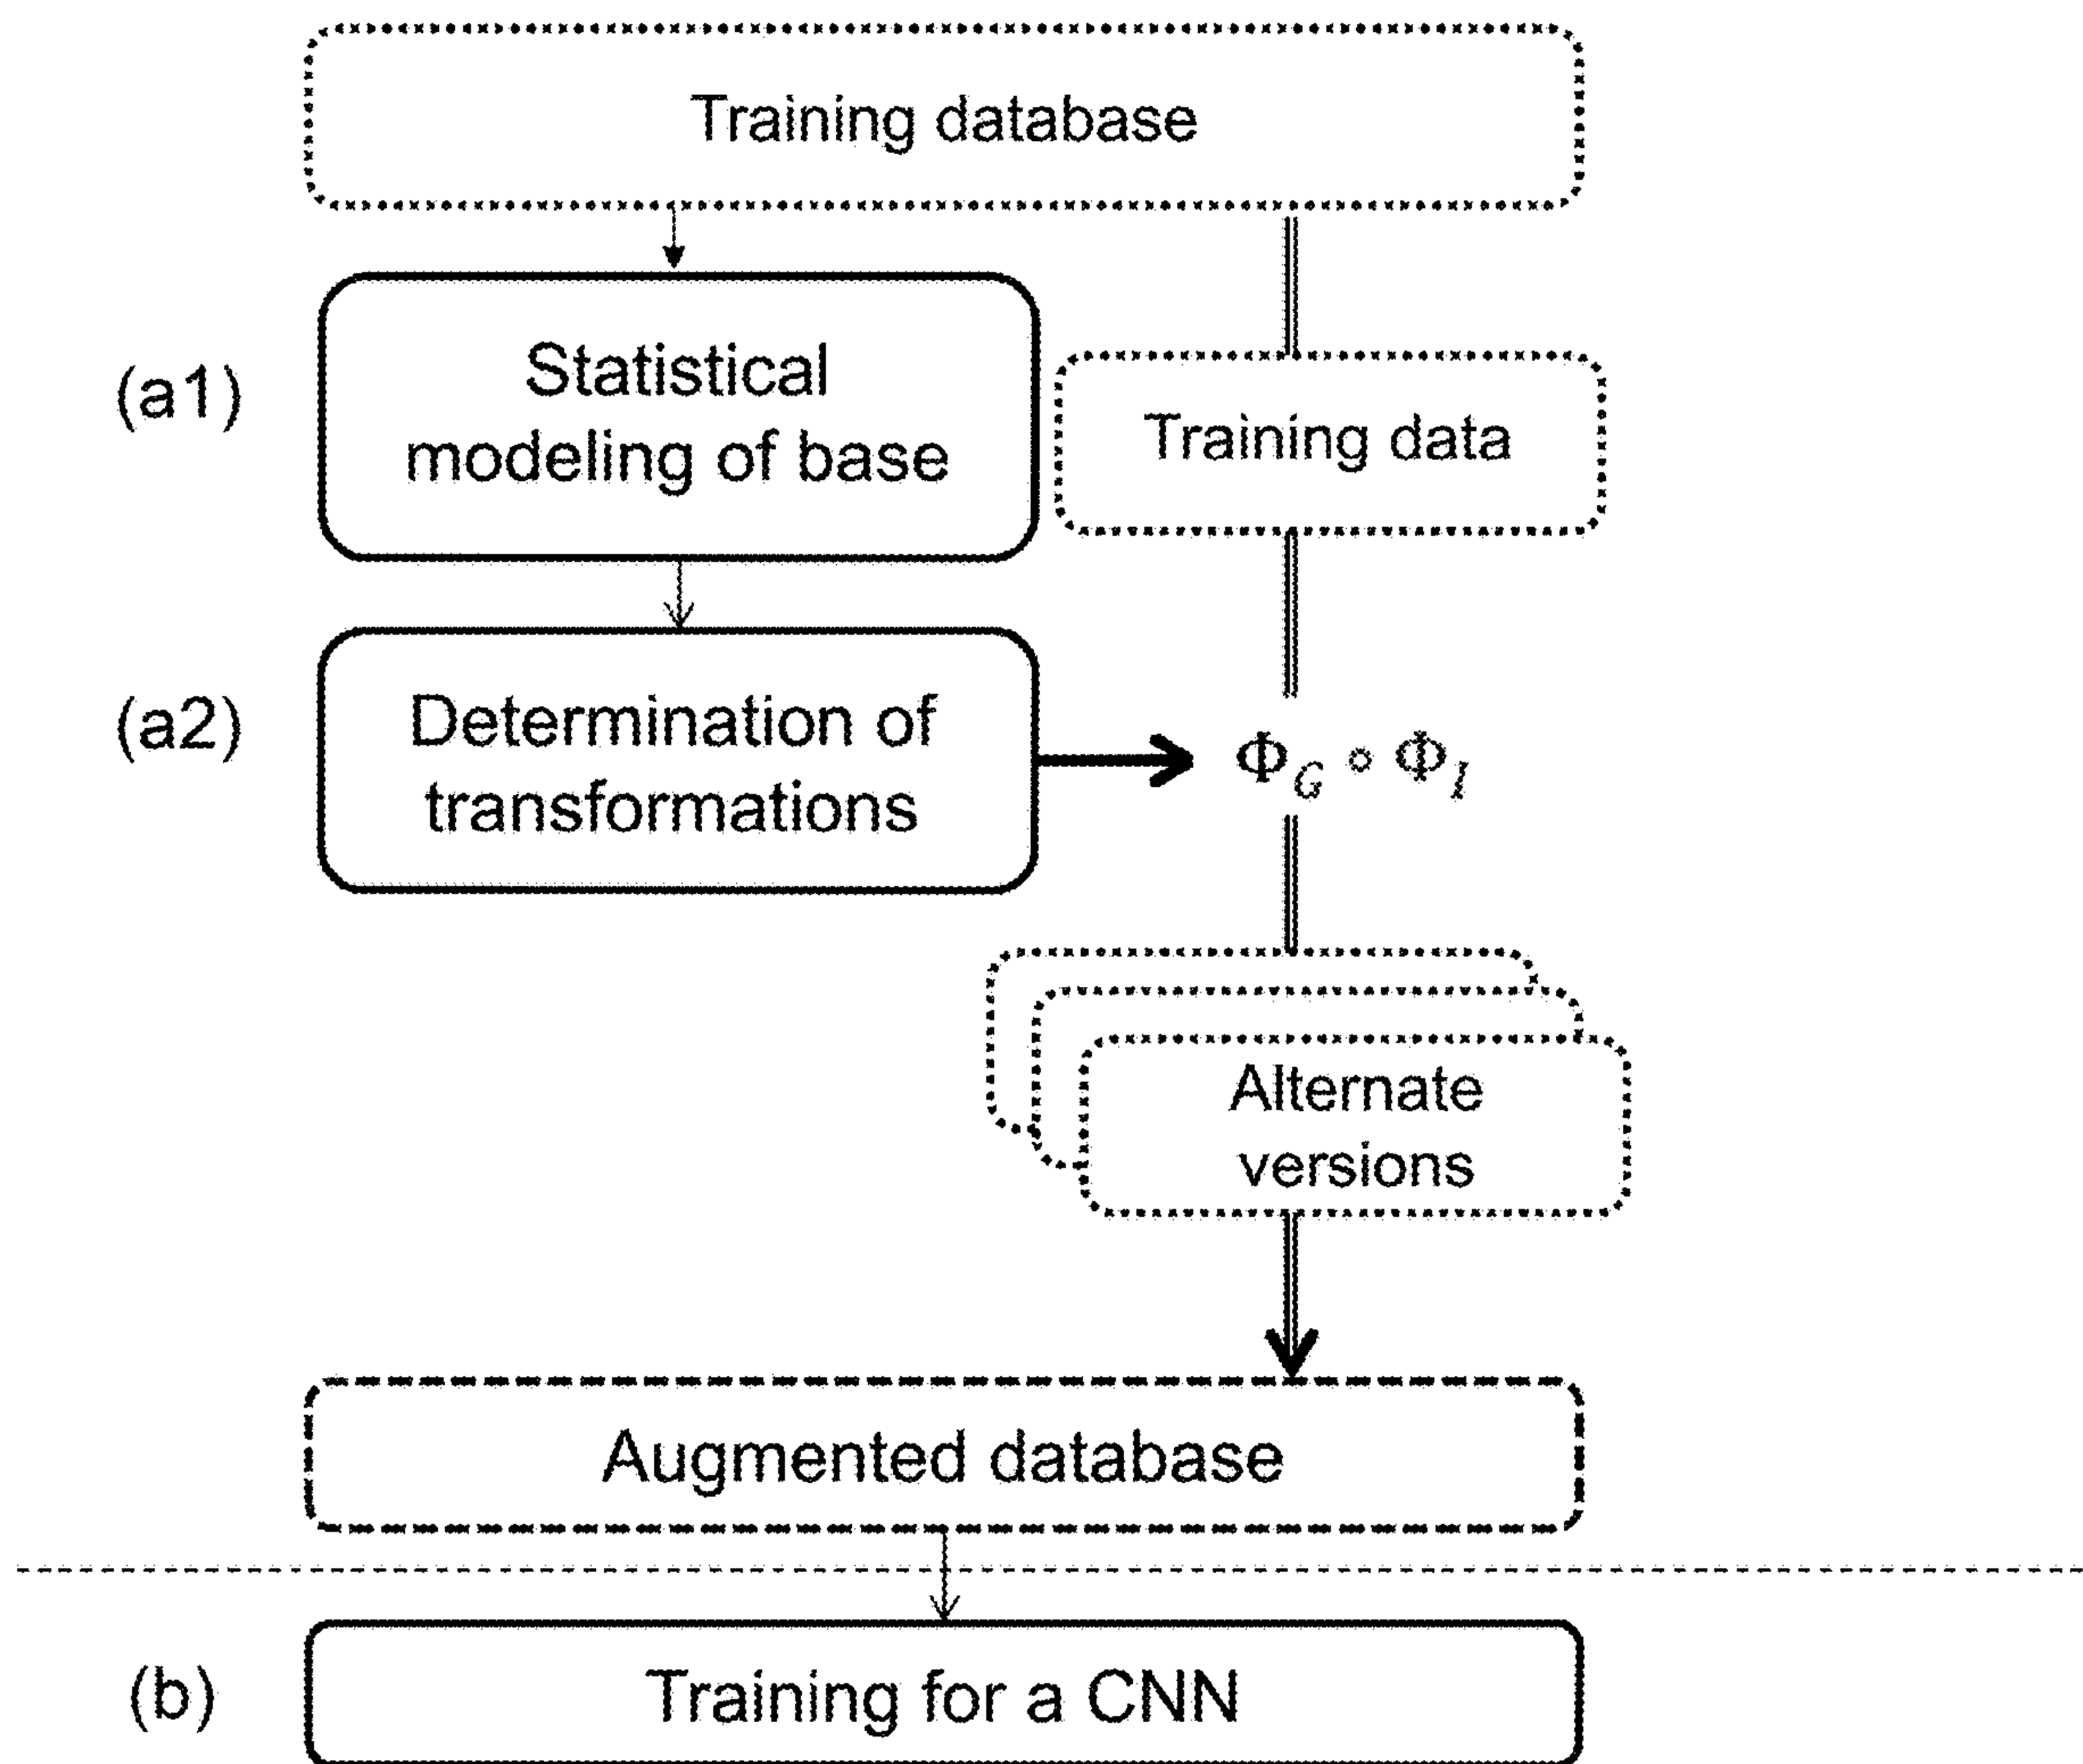 Training database
(a1)
Statistical
modeling of base
Training data
(a2)
Determination of
transformations
Φ_G ∘ Φ_I
Alternate
versions
Augmented database
(b)
Training for a CNN